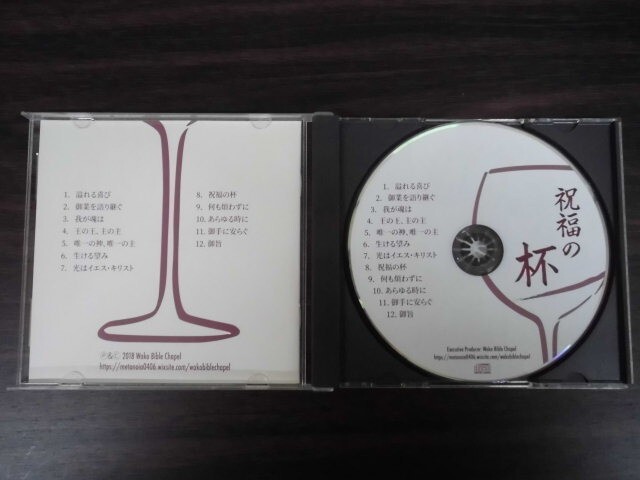 1. 溢れる喜び
2. 御業を語り継ぐ
3. 我が魂は
4. 王の王、主の主
5. 唯一の神、唯一の主
6. 生ける望み
7. 光はイエス・キリスト
8. 祝福の杯
9. 何も煩わずに
10. あらゆる時に
11. 御手に安らぐ
12. 御旨
Ⓟ&Ⓒ 2018 Wako Bible Chapel
https://metanoia0406.wixsite.com/wakobiblechapel
祝福の
杯
1. 溢れる喜び
2. 御業を語り継ぐ
3. 我が魂は
4. 王の王、主の主
5. 唯一の神、唯一の主
6. 生ける望み
7. 光はイエス・キリスト
8. 祝福の杯
9. 何も煩わずに
10. あらゆる時に
11. 御手に安らぐ
12. 御旨
Executive Producer: Wako Bible Chapel
https://metanoia0406.wixsite.com/wakobiblechapel